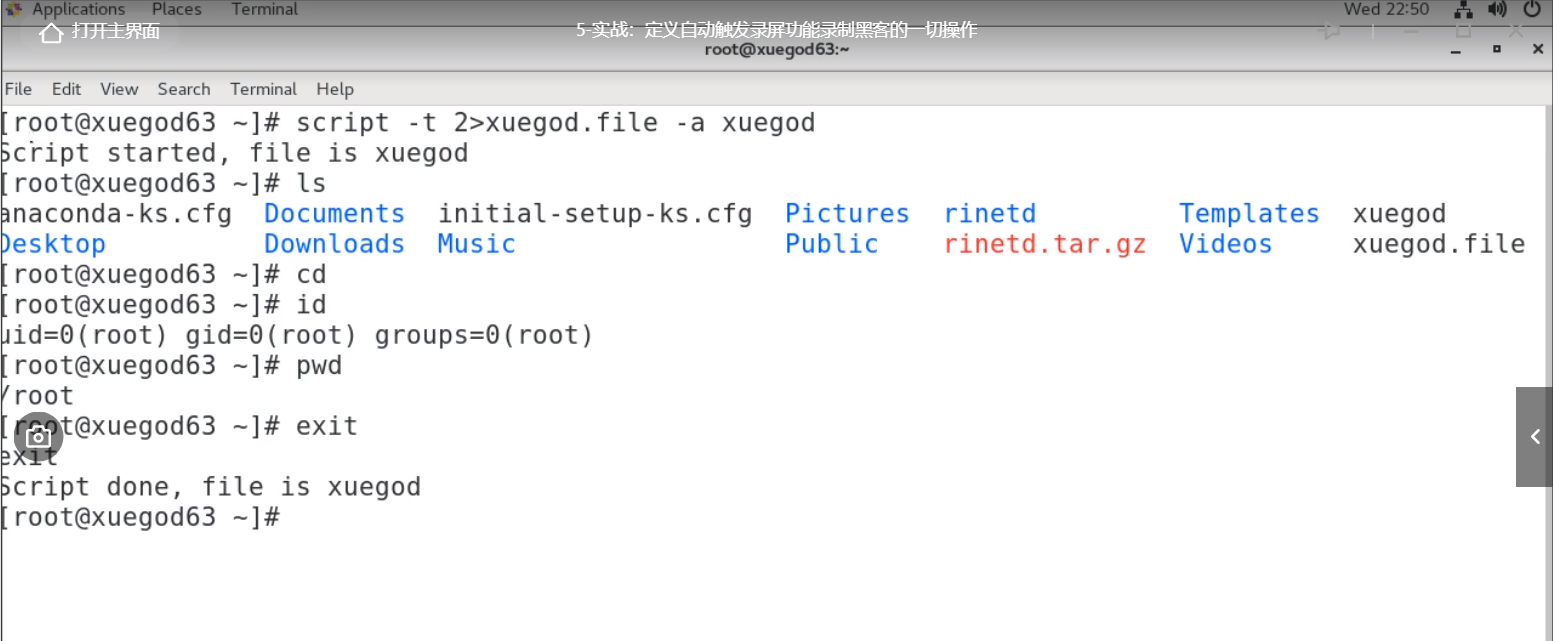 Applications Places Terminal Wed 22:50
打开主界面 5-实战：定义自动触发录屏功能录制黑客的一切操作
root@xuegod63:~
File Edit View Search Terminal Help
[root@xuegod63 ~]# script -t 2>xuegod.file -a xuegod
Script started, file is xuegod
[root@xuegod63 ~]# ls
anaconda-ks.cfg Documents initial-setup-ks.cfg Pictures rinetd Templates xuegod
Desktop Downloads Music Public rinetd.tar.gz Videos xuegod.file
[root@xuegod63 ~]# cd
[root@xuegod63 ~]# id
uid=0(root) gid=0(root) groups=0(root)
[root@xuegod63 ~]# pwd
/root
[root@xuegod63 ~]# exit
exit
Script done, file is xuegod
[root@xuegod63 ~]#